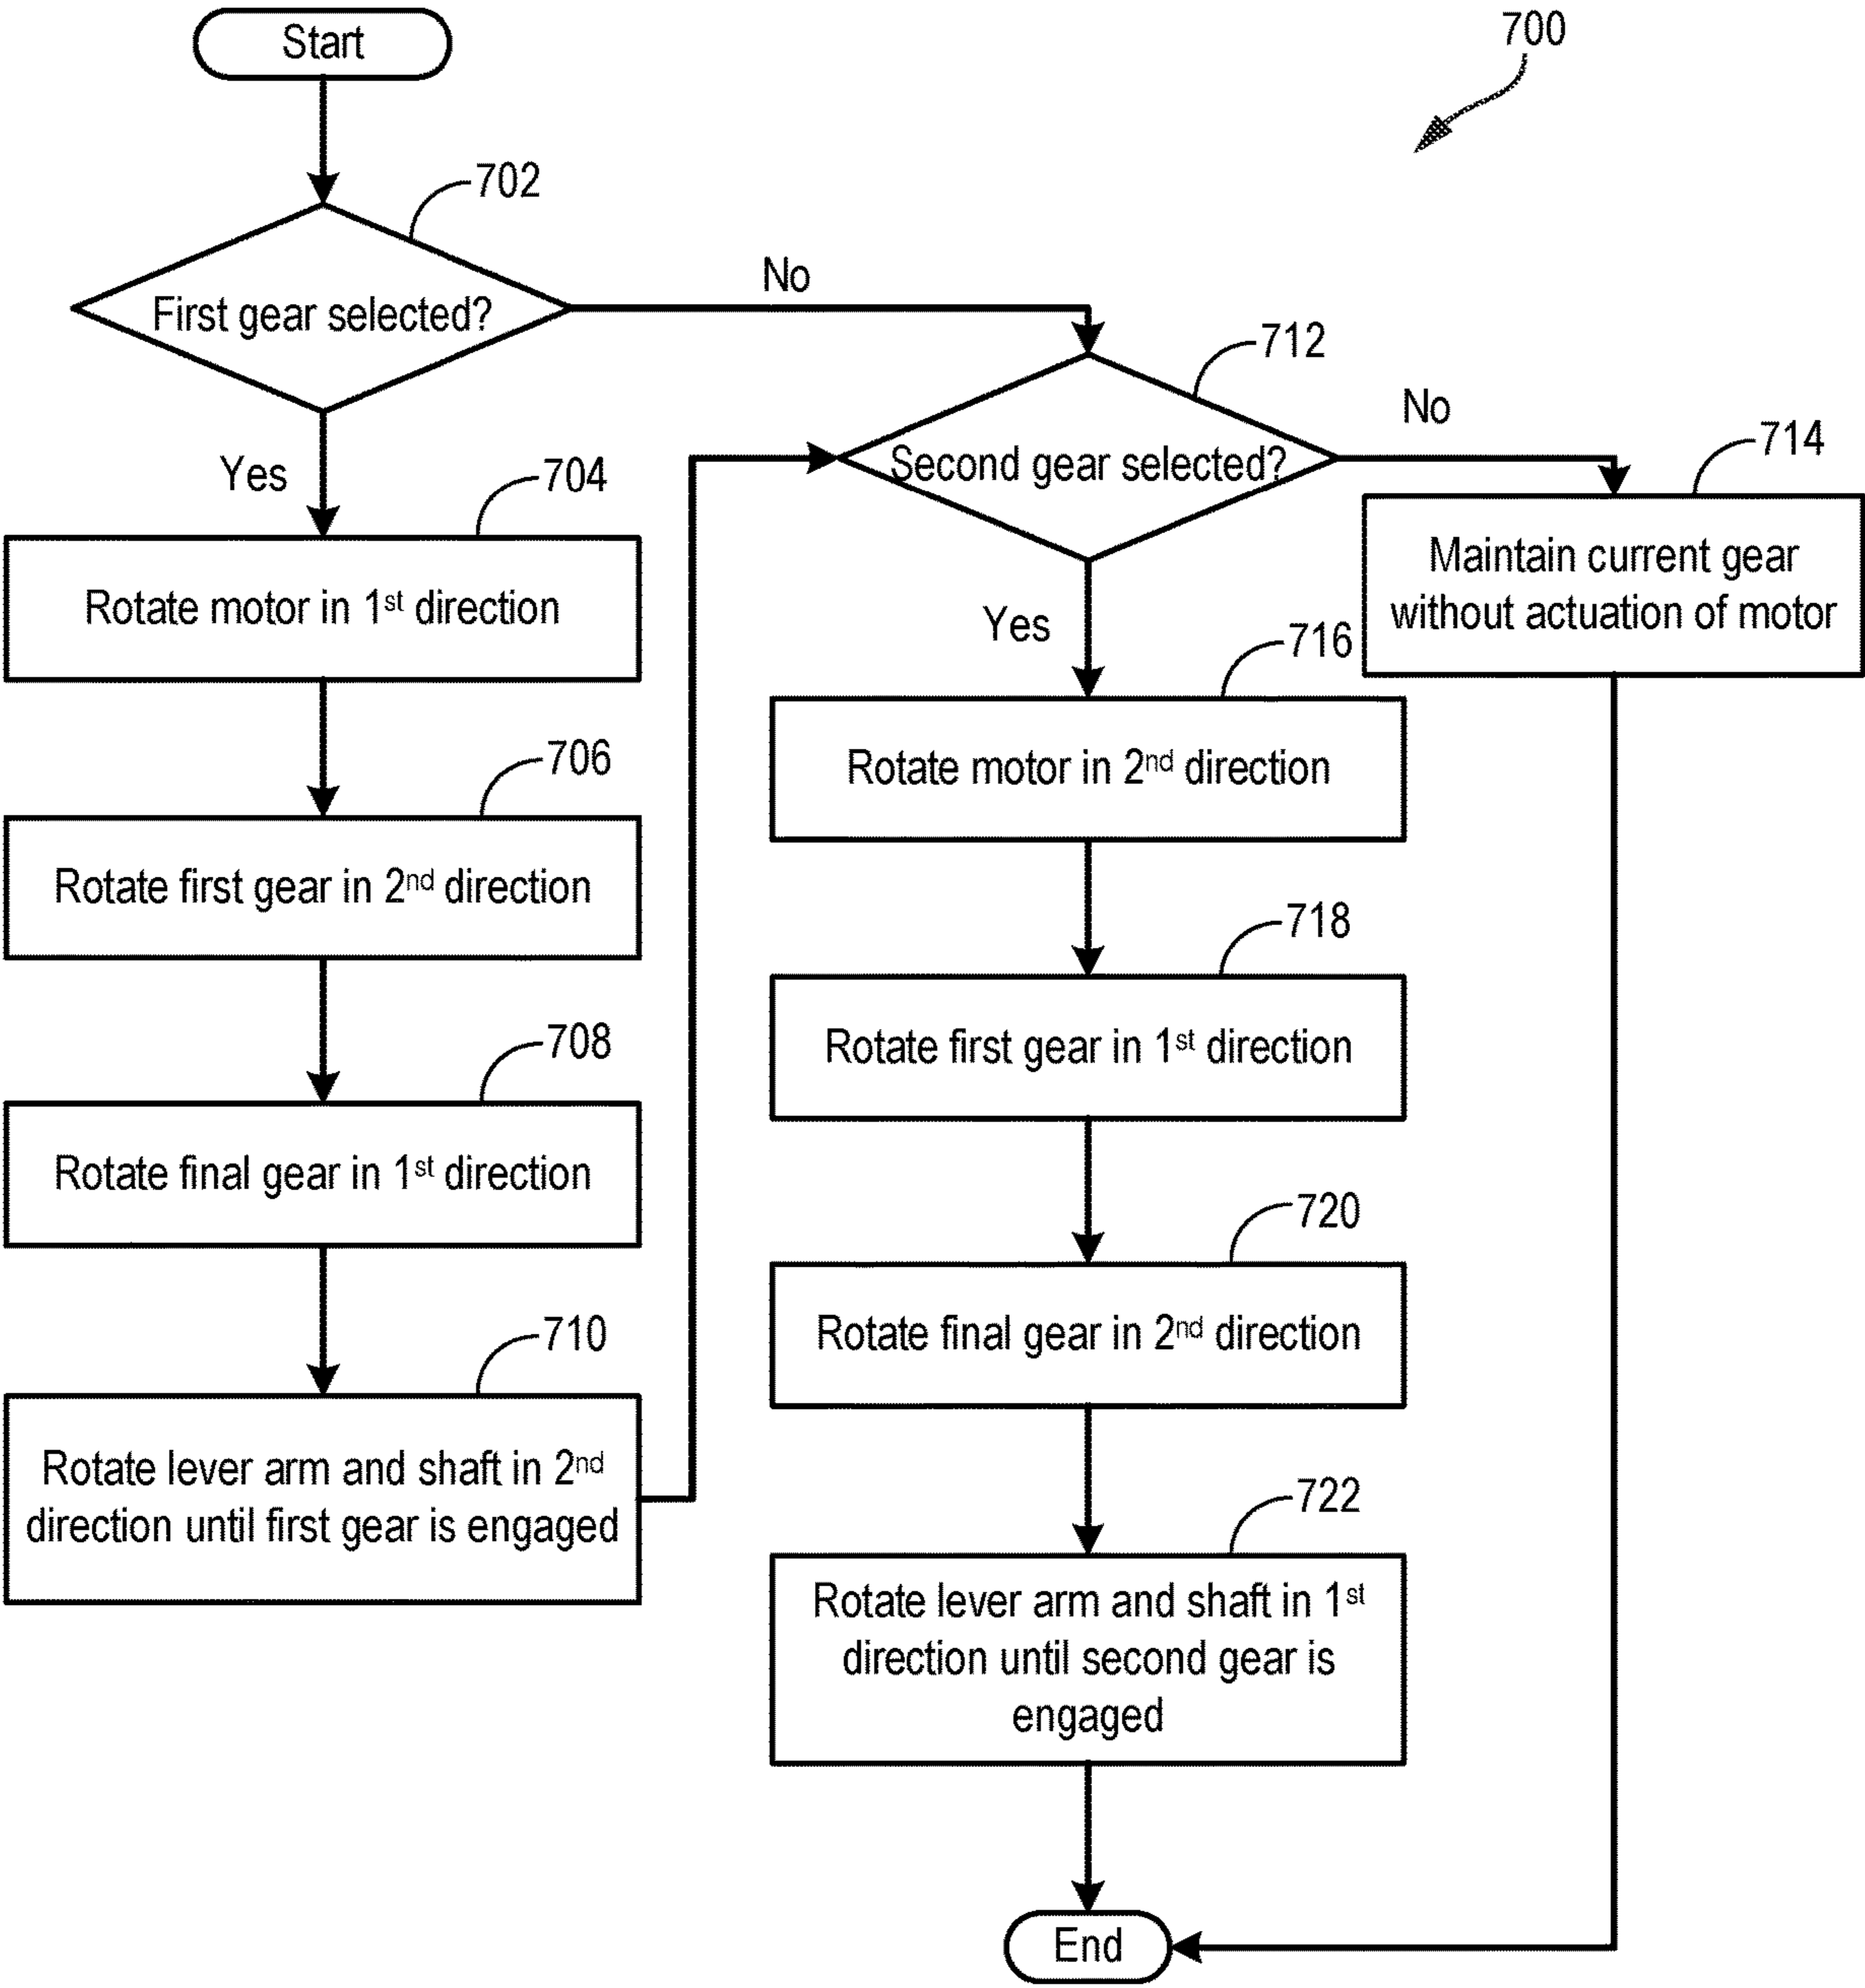 Start
700
702
First gear selected?
No
Yes
704
Rotate motor in 1st direction
706
Rotate first gear in 2nd direction
708
Rotate final gear in 1st direction
710
Rotate lever arm and shaft in 2nd
direction until first gear is engaged
712
Second gear selected?
No
714
Maintain current gear
without actuation of motor
Yes
716
Rotate motor in 2nd direction
718
Rotate first gear in 1st direction
720
Rotate final gear in 2nd direction
722
Rotate lever arm and shaft in 1st
direction until second gear is
engaged
End